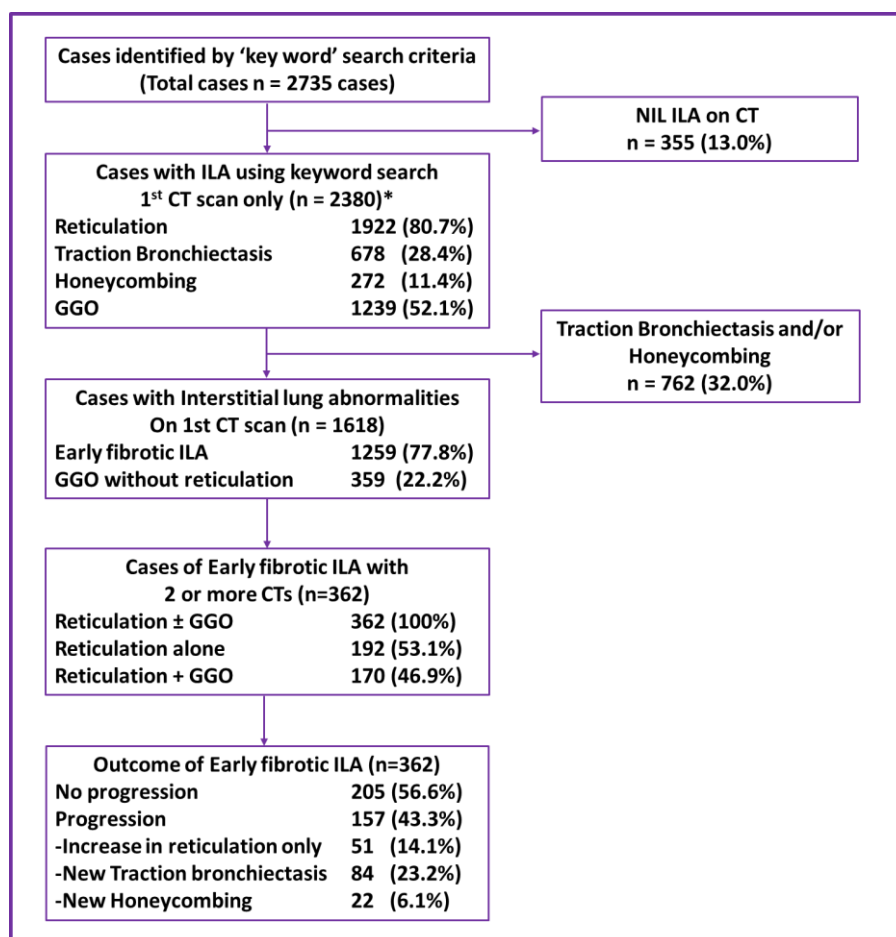 Cases identified by ‘key word’ search criteria
(Total cases n = 2735 cases)
NIL ILA on CT
n = 355 (13.0%)
Cases with ILA using keyword search
1st CT scan only (n = 2380)*
Reticulation 1922 (80.7%)
Traction Bronchiectasis 678 (28.4%)
Honeycombing 272 (11.4%)
GGO 1239 (52.1%)
Traction Bronchiectasis and/or
Honeycombing
n = 762 (32.0%)
Cases with Interstitial lung abnormalities
On 1st CT scan (n = 1618)
Early fibrotic ILA 1259 (77.8%)
GGO without reticulation 359 (22.2%)
Cases of Early fibrotic ILA with
2 or more CTs (n=362)
Reticulation ± GGO 362 (100%)
Reticulation alone 192 (53.1%)
Reticulation + GGO 170 (46.9%)
Outcome of Early fibrotic ILA (n=362)
No progression 205 (56.6%)
Progression 157 (43.3%)
-Increase in reticulation only 51 (14.1%)
-New Traction bronchiectasis 84 (23.2%)
-New Honeycombing 22 (6.1%)